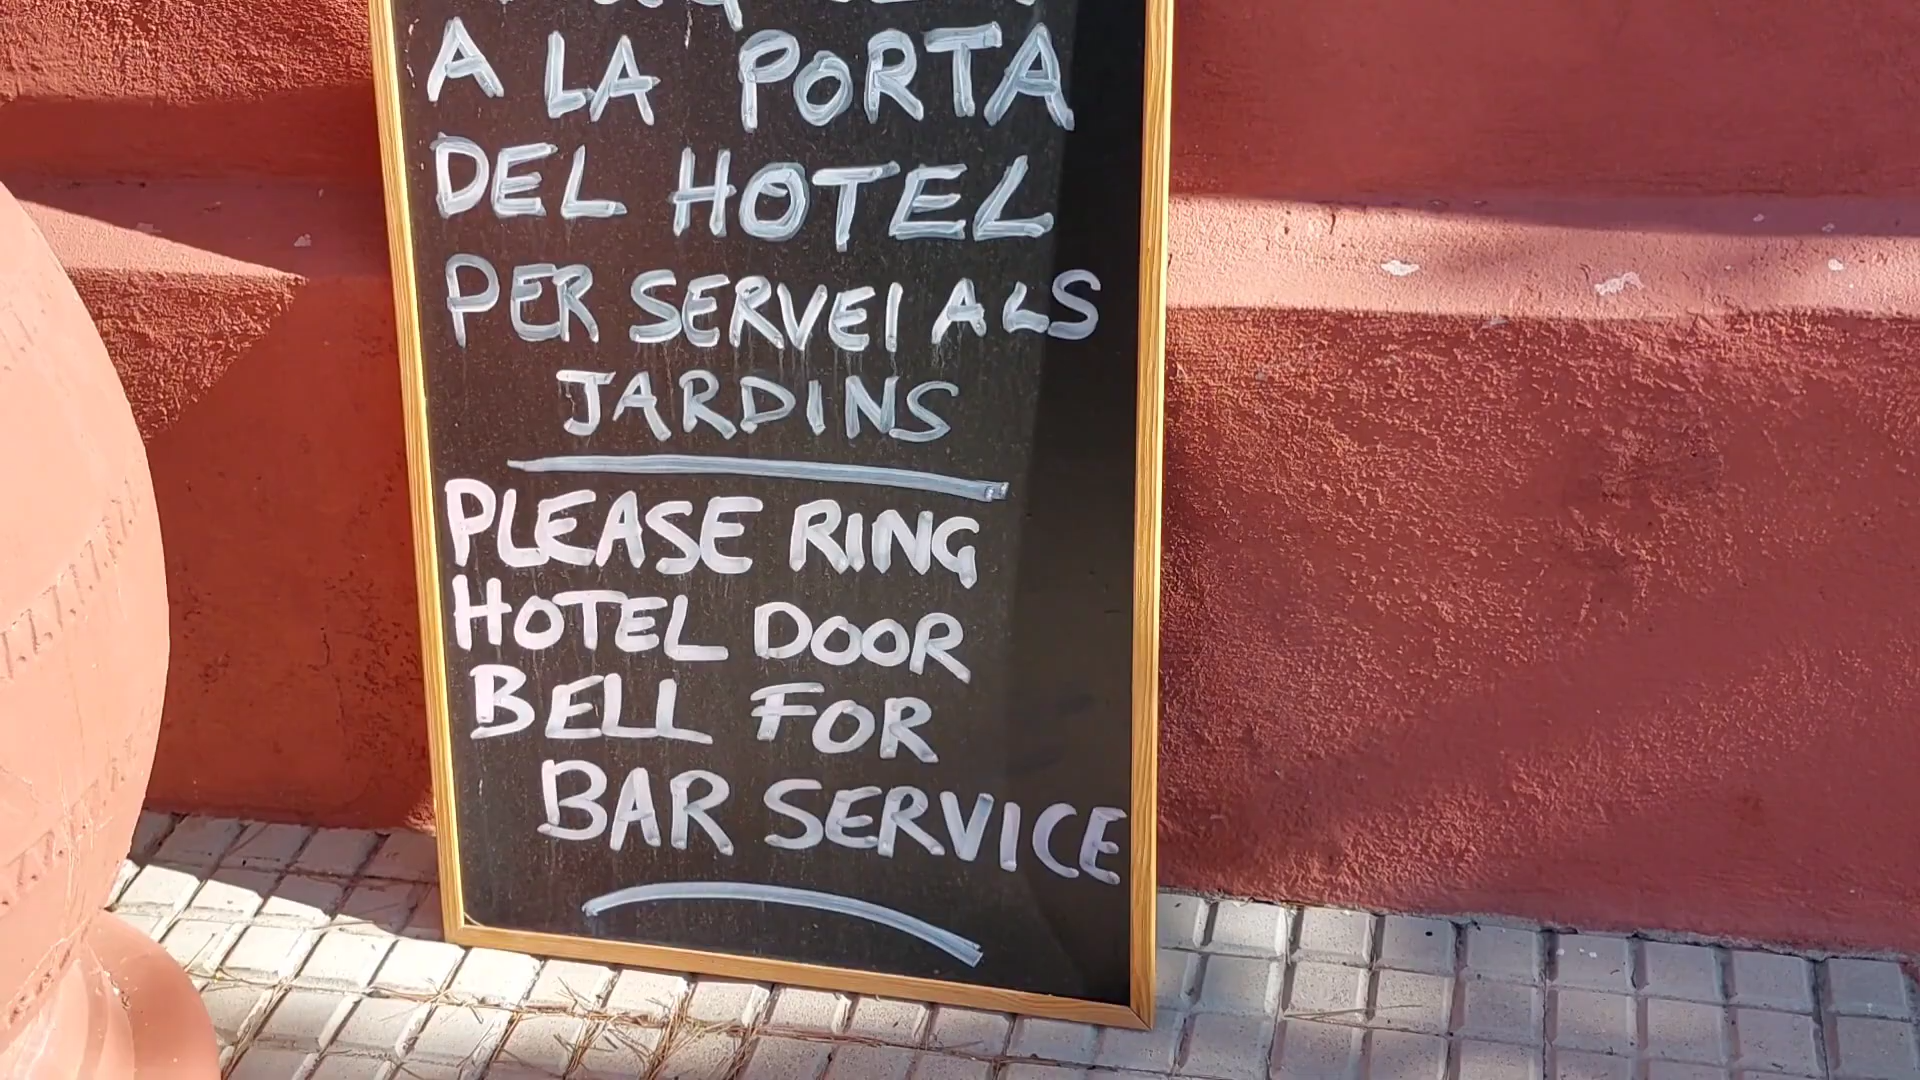 A LA PORTA
DEL HOTEL
PER SERVEI ALS
JARDINS
PLEASE RING
HOTEL DOOR
BELL FOR
BAR SERVICE